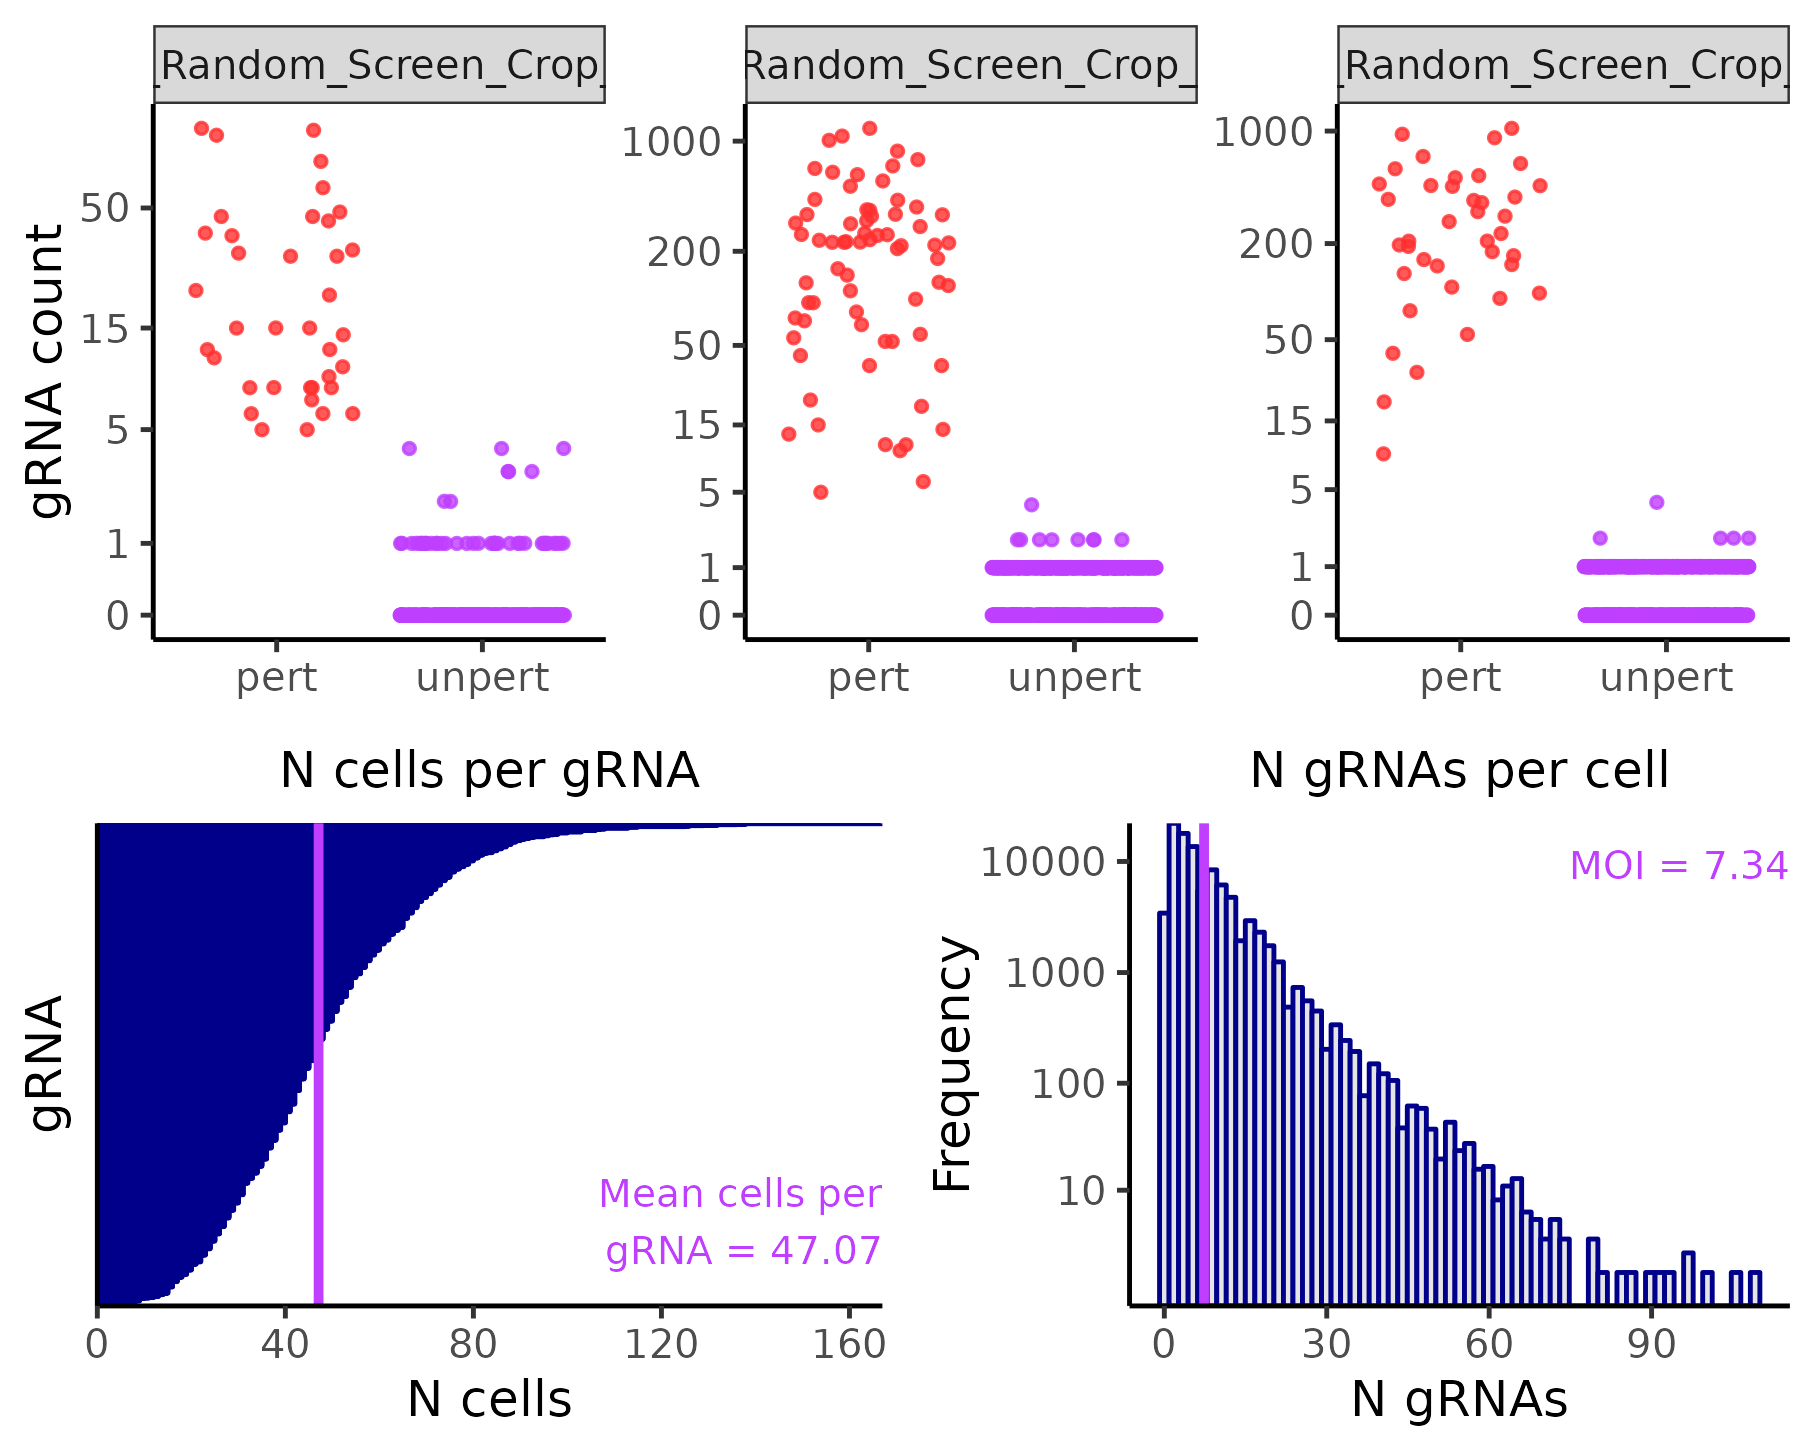 _Random_Screen_Crop_
Random_Screen_Crop_
_Random_Screen_Crop_
gRNA count
50
15
5
1
0
1000
200
50
15
5
1
0
1000
200
50
15
5
1
0
pert
unpert
pert
unpert
pert
unpert
N cells per gRNA
gRNA
Mean cells per
gRNA = 47.07
0
40
80
120
160
N cells
N gRNAs per cell
Frequency
10000
1000
100
10
MOI = 7.34
0
30
60
90
N gRNAs